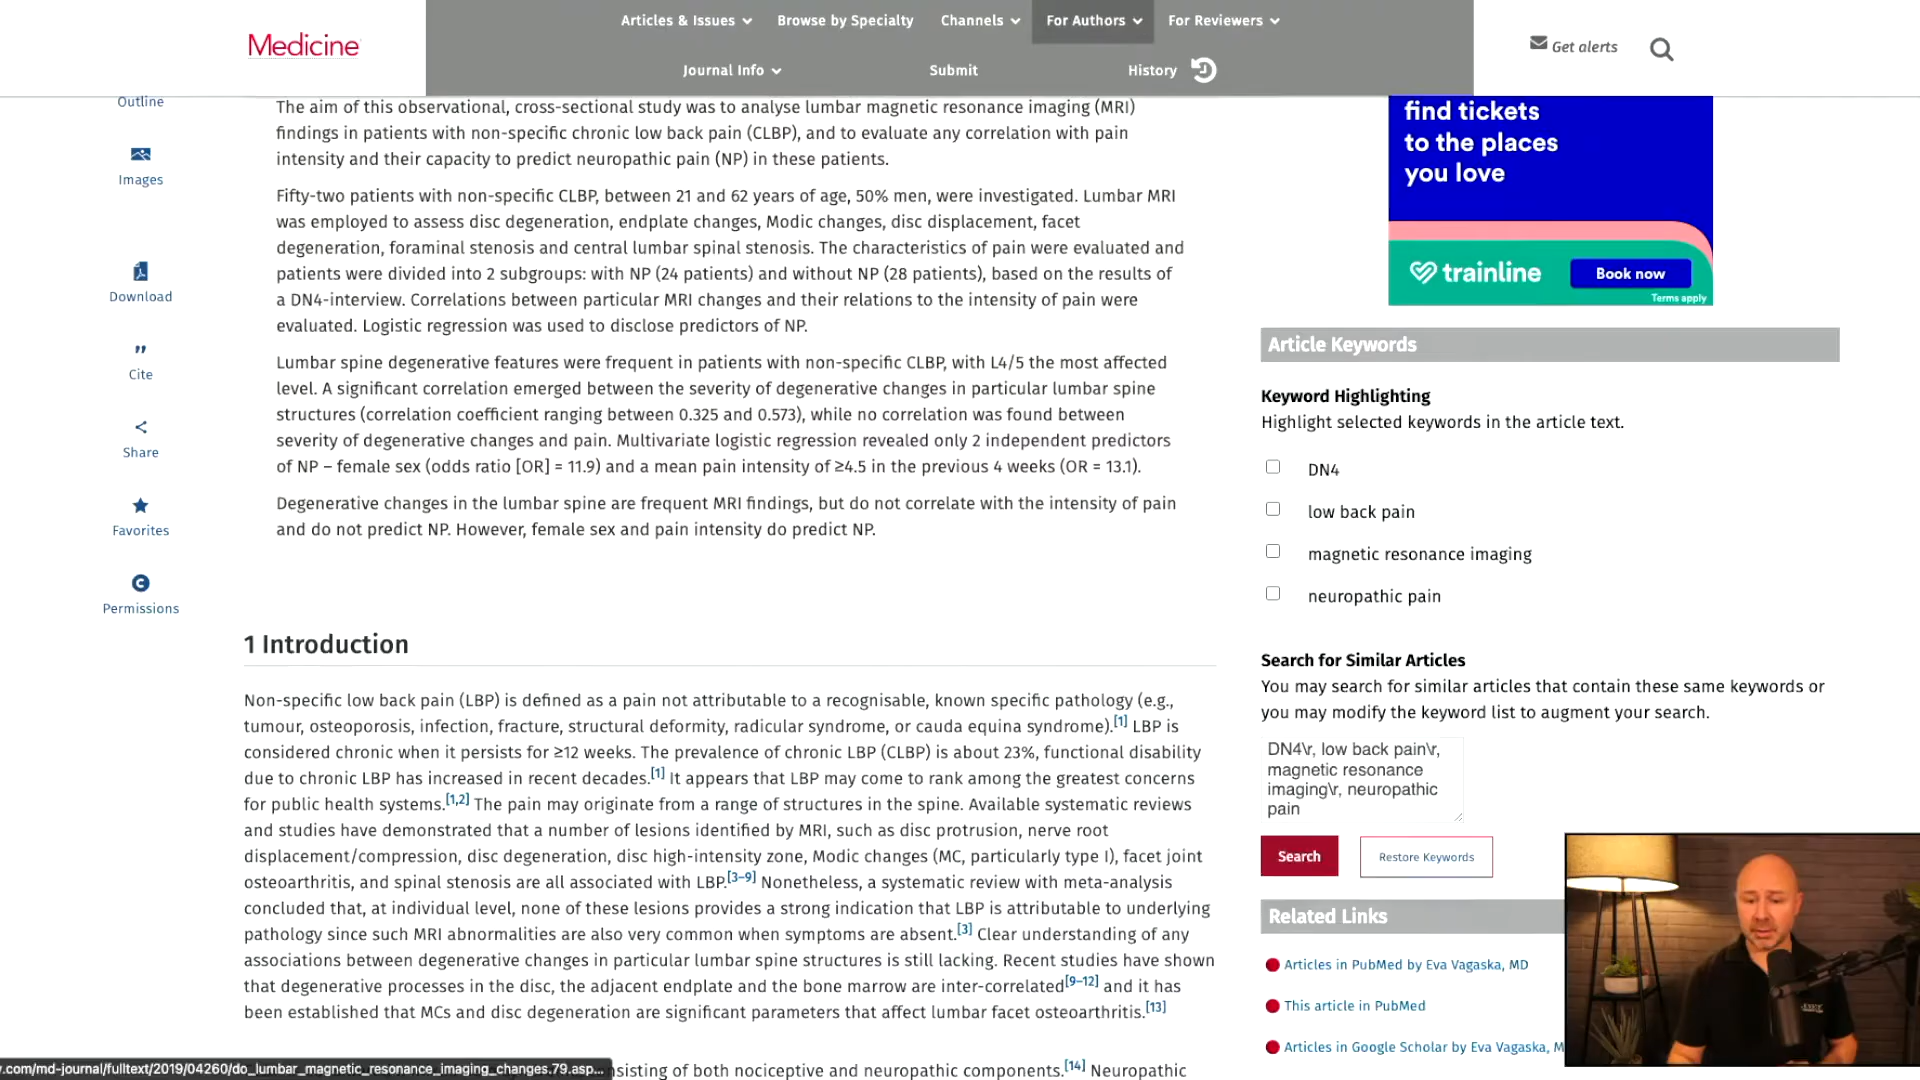 Articles & Issues
Browse by Specialty
Channels
For Authors
For Reviewers
Medicine
Get alerts
Journal Info
Submit
History
Outline
Images
Download
Cite
Share
Favorites
Permissions
The aim of this observational, cross-sectional study was to analyse lumbar magnetic resonance imaging (MRI)
findings in patients with non-specific chronic low back pain (CLBP), and to evaluate any correlation with pain
intensity and their capacity to predict neuropathic pain (NP) in these patients.
Fifty-two patients with non-specific CLBP, between 21 and 62 years of age, 50% men, were investigated. Lumbar MRI
was employed to assess disc degeneration, endplate changes, Modic changes, disc displacement, facet
degeneration, foraminal stenosis and central lumbar spinal stenosis. The characteristics of pain were evaluated and
patients were divided into 2 subgroups: with NP (24 patients) and without NP (28 patients), based on the results of
a DN4-interview. Correlations between particular MRI changes and their relations to the intensity of pain were
evaluated. Logistic regression was used to disclose predictors of NP.
Lumbar spine degenerative features were frequent in patients with non-specific CLBP, with L4/5 the most affected
level. A significant correlation emerged between the severity of degenerative changes in particular lumbar spine
structures (correlation coefficient ranging between 0.325 and 0.573), while no correlation was found between
severity of degenerative changes and pain. Multivariate logistic regression revealed only 2 independent predictors
of NP – female sex (odds ratio [OR] = 11.9) and a mean pain intensity of ≥4.5 in the previous 4 weeks (OR = 13.1).
Degenerative changes in the lumbar spine are frequent MRI findings, but do not correlate with the intensity of pain
and do not predict NP. However, female sex and pain intensity do predict NP.
1 Introduction
Non-specific low back pain (LBP) is defined as a pain not attributable to a recognisable, known specific pathology (e.g.,
tumour, osteoporosis, infection, fracture, structural deformity, radicular syndrome, or cauda equina syndrome).[1] LBP is
considered chronic when it persists for ≥12 weeks. The prevalence of chronic LBP (CLBP) is about 23%, functional disability
due to chronic LBP has increased in recent decades.[1] It appears that LBP may come to rank among the greatest concerns
for public health systems.[1,2] The pain may originate from a range of structures in the spine. Available systematic reviews
and studies have demonstrated that a number of lesions identified by MRI, such as disc protrusion, nerve root
displacement/compression, disc degeneration, disc high-intensity zone, Modic changes (MC, particularly type I), facet joint
osteoarthritis, and spinal stenosis are all associated with LBP.[3–9] Nonetheless, a systematic review with meta-analysis
concluded that, at individual level, none of these lesions provides a strong indication that LBP is attributable to underlying
pathology since such MRI abnormalities are also very common when symptoms are absent.[3] Clear understanding of any
associations between degenerative changes in particular lumbar spine structures is still lacking. Recent studies have shown
that degenerative processes in the disc, the adjacent endplate and the bone marrow are inter-correlated[9–12] and it has
been established that MCs and disc degeneration are significant parameters that affect lumbar facet osteoarthritis.[13]
nsisting of both nociceptive and neuropathic components.[14] Neuropathic
.com/md-journal/fulltext/2019/04260/do_lumbar_magnetic_resonance_imaging_changes.79.asp...
find tickets
to the places
you love
trainline
Book now
Terms apply
Article Keywords
Keyword Highlighting
Highlight selected keywords in the article text.
DN4
low back pain
magnetic resonance imaging
neuropathic pain
Search for Similar Articles
You may search for similar articles that contain these same keywords or
you may modify the keyword list to augment your search.
DN4\r, low back pain\r,
magnetic resonance
imaging\r, neuropathic
pain
Search
Restore Keywords
Related Links
Articles in PubMed by Eva Vagaska, MD
This article in PubMed
Articles in Google Scholar by Eva Vagaska, M